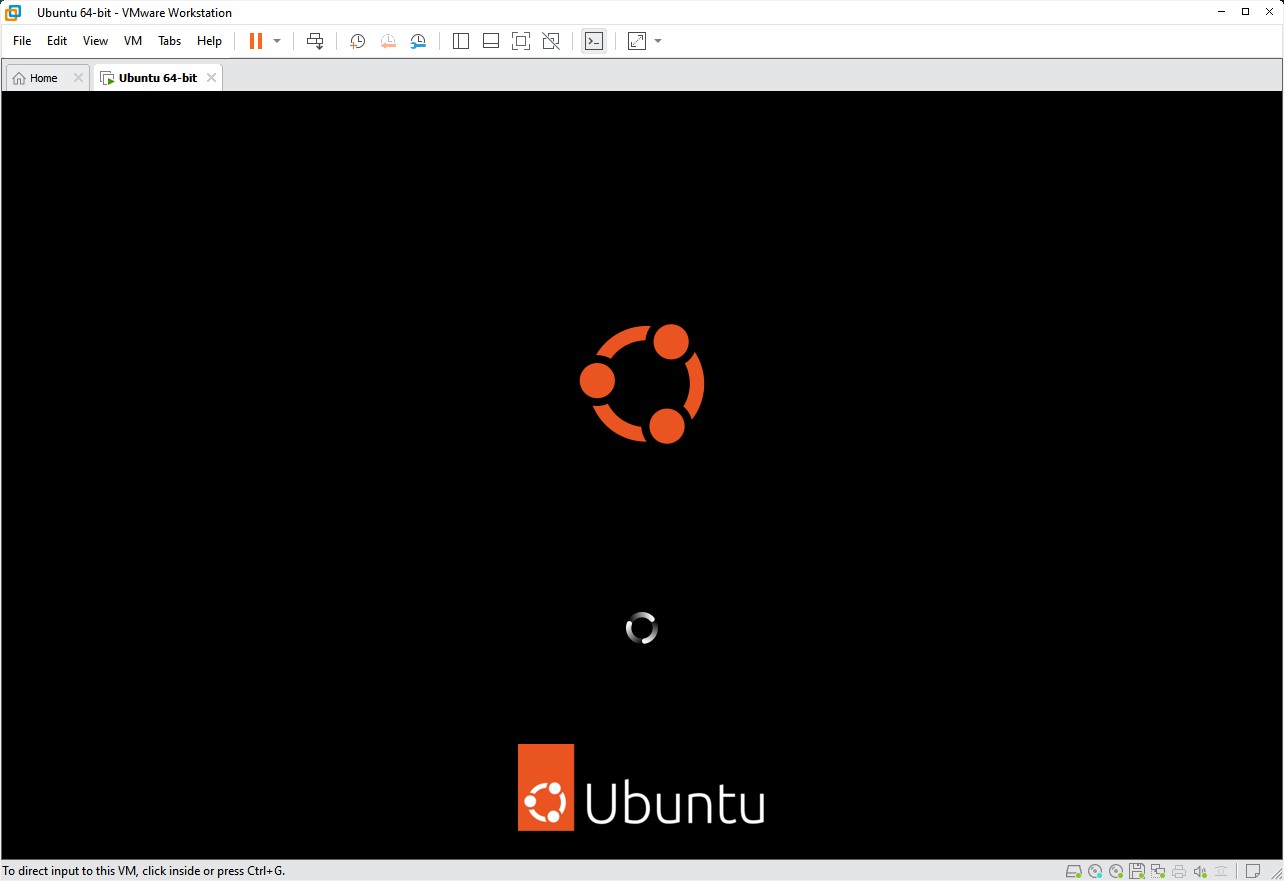 Ubuntu 64-bit - VMware Workstation
File Edit View VM Tabs Help
Home Ubuntu 64-bit
Ubuntu
To direct input to this VM, click inside or press Ctrl+G.